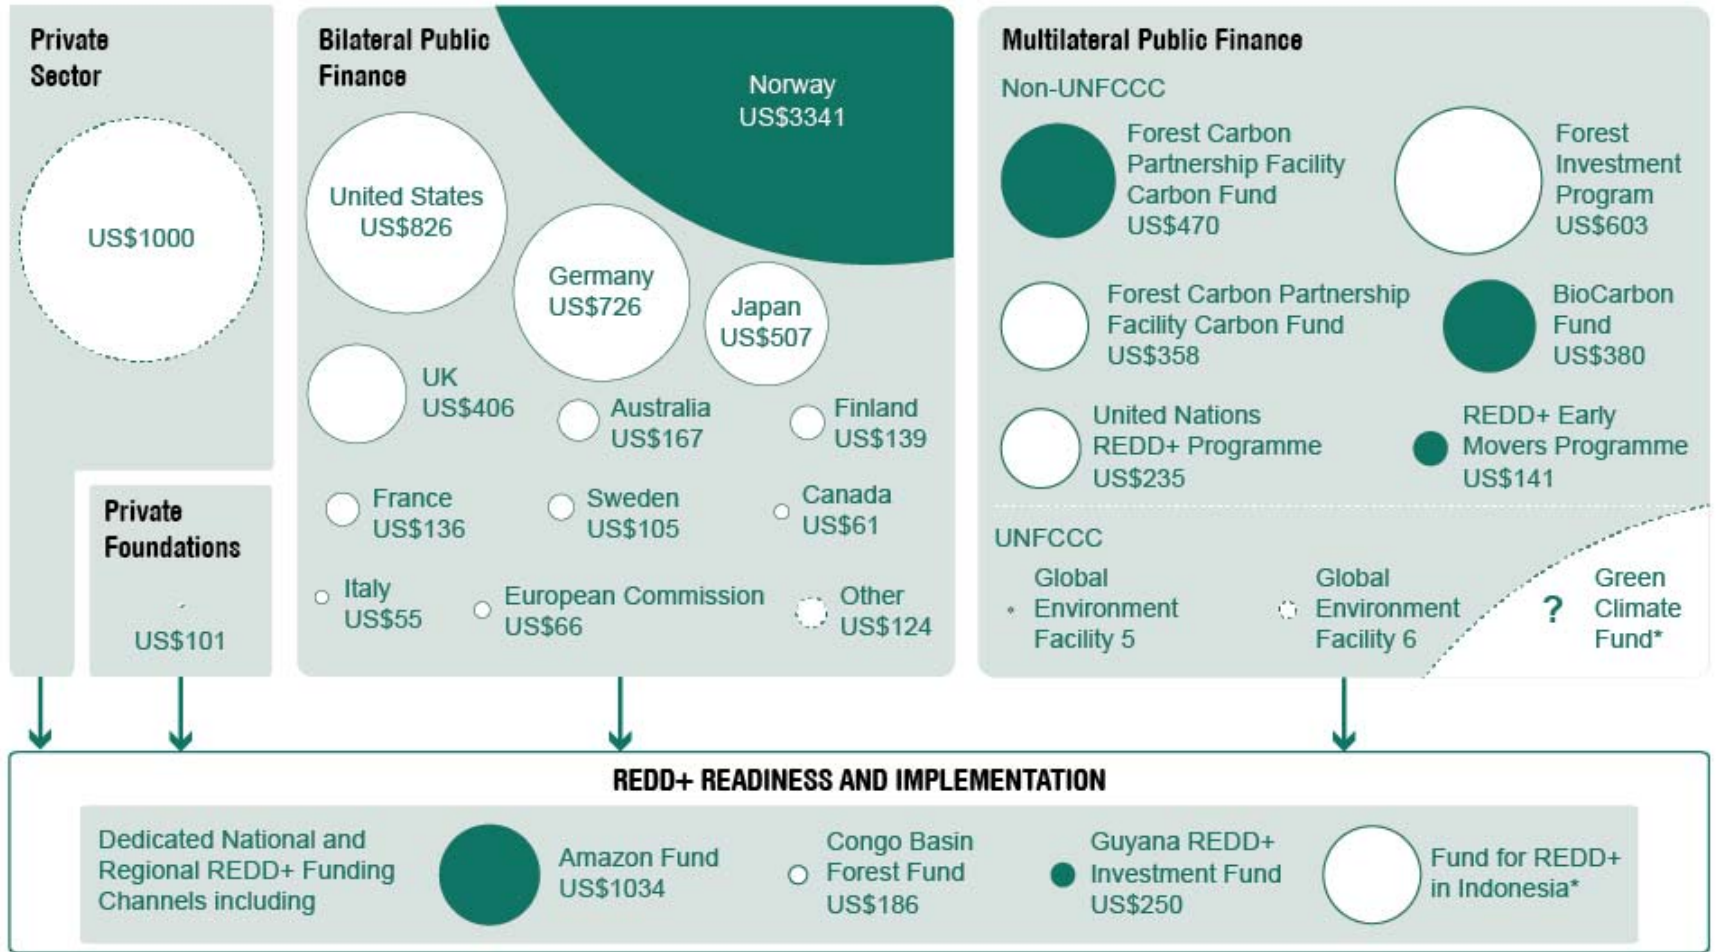 Private
Sector
US$1000
Private
Foundations
US$101
Bilateral Public
Finance
Norway
US$3341
United States
US$826
Germany
US$726
Japan
US$507
UK
US$406
Australia
US$167
Finland
US$139
France
US$136
Sweden
US$105
Canada
US$61
Italy
US$55
European Commission
US$66
Other
US$124
Multilateral Public Finance
Non-UNFCCC
Forest Carbon
Partnership Facility
Carbon Fund
US$470
Forest
Investment
Program
US$603
Forest Carbon Partnership
Facility Carbon Fund
US$358
BioCarbon
Fund
US$380
United Nations
REDD+ Programme
US$235
REDD+ Early
Movers Programme
US$141
UNFCCC
Global
Environment
Facility 5
Global
Environment
Facility 6
?
Green
Climate
Fund*
REDD+ READINESS AND IMPLEMENTATION
Dedicated National and
Regional REDD+ Funding
Channels including
Amazon Fund
US$1034
Congo Basin
Forest Fund
US$186
Guyana REDD+
Investment Fund
US$250
Fund for REDD+
in Indonesia*